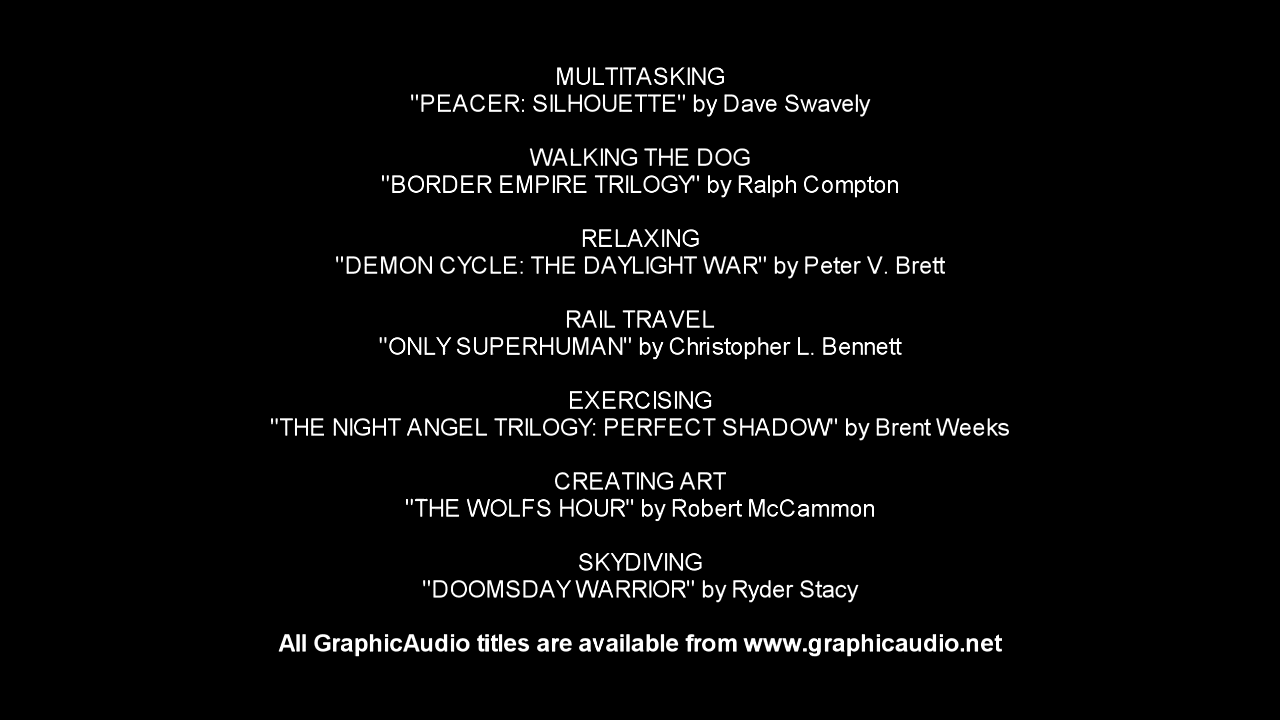 MULTITASKING
"PEACER: SILHOUETTE" by Dave Swavely
WALKING THE DOG
"BORDER EMPIRE TRILOGY" by Ralph Compton
RELAXING
"DEMON CYCLE: THE DAYLIGHT WAR" by Peter V. Brett
RAIL TRAVEL
"ONLY SUPERHUMAN" by Christopher L. Bennett
EXERCISING
"THE NIGHT ANGEL TRILOGY: PERFECT SHADOW" by Brent Weeks
CREATING ART
"THE WOLFS HOUR" by Robert McCammon
SKYDIVING
"DOOMSDAY WARRIOR" by Ryder Stacy
All GraphicAudio titles are available from www.graphicaudio.net